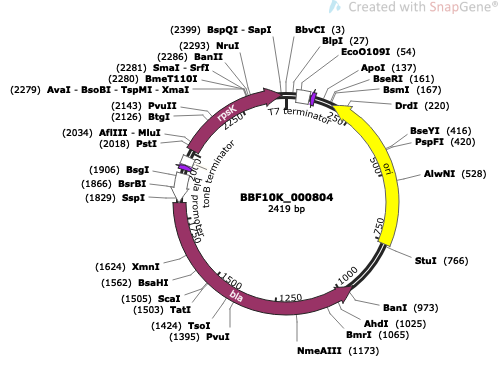 Created with SnapGene®
(2399) BspQI - SapI
BbvCI (3)
(2293) NruI
BlpI (27)
(2286) BanII
EcoO109I (54)
(2281) SmaI - SrfI
ApoI (137)
(2280) BmeT110I
BseRI (161)
(2279) AvaI - BsoBI - TspMI - XmaI
BsmI (167)
(2143) PvuII
DrdI (220)
(2126) BtgI
(2034) AflIII - MluI
BseYI (416)
(2018) PstI
PspFI (420)
(1906) BsgI
AlwNI (528)
(1866) BsrBI
(1829) SspI
StuI (766)
(1624) XmnI
(1562) BsaHI
(1505) ScaI
BanI (973)
(1503) TatI
AhdI (1025)
(1424) TsoI
BmrI (1065)
(1395) PvuI
NmeAIII (1173)
BBF10K_000804
2419 bp
rpsK
T7 terminator
tonB terminator
bla promoter
ori
bla
250
500
750
1000
1250
1500
1750
2250